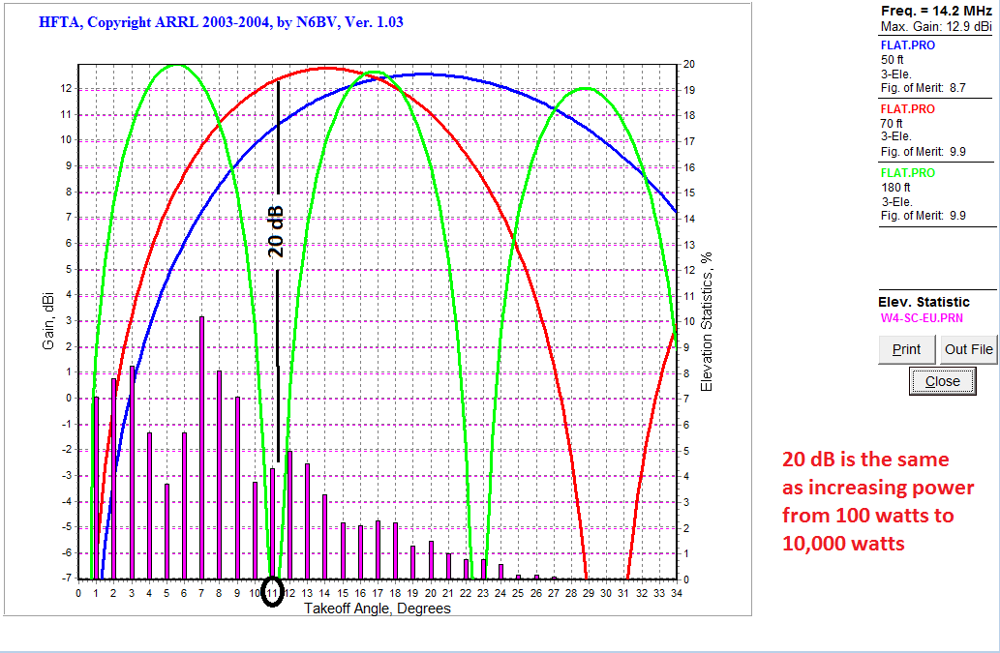 HFTA, Copyright ARRL 2003-2004, by N6BV, Ver. 1.03
Freq. = 14.2 MHz
Max. Gain: 12.9 dBi
FLAT.PRO
50 ft
3-Ele.
Fig. of Merit: 8.7
FLAT.PRO
70 ft
3-Ele.
Fig. of Merit: 9.9
FLAT.PRO
180 ft
3-Ele.
Fig. of Merit: 9.9
Elev. Statistic
W4-SC-EU.PRN
Print Out File
Close
20 dB is the same
as increasing power
from 100 watts to
10,000 watts
Gain, dBi
12
11
10
9
8
7
6
5
4
3
2
1
0
-1
-2
-3
-4
-5
-6
-7
20 dB
20
19
18
17
16
15
14
13
12
11
10
9
8
7
6
5
4
3
2
1
0
Elevation Statistics, %
0 1 2 3 4 5 6 7 8 9 10 11 12 13 14 15 16 17 18 19 20 21 22 23 24 25 26 27 28 29 30 31 32 33 34
Takeoff Angle, Degrees